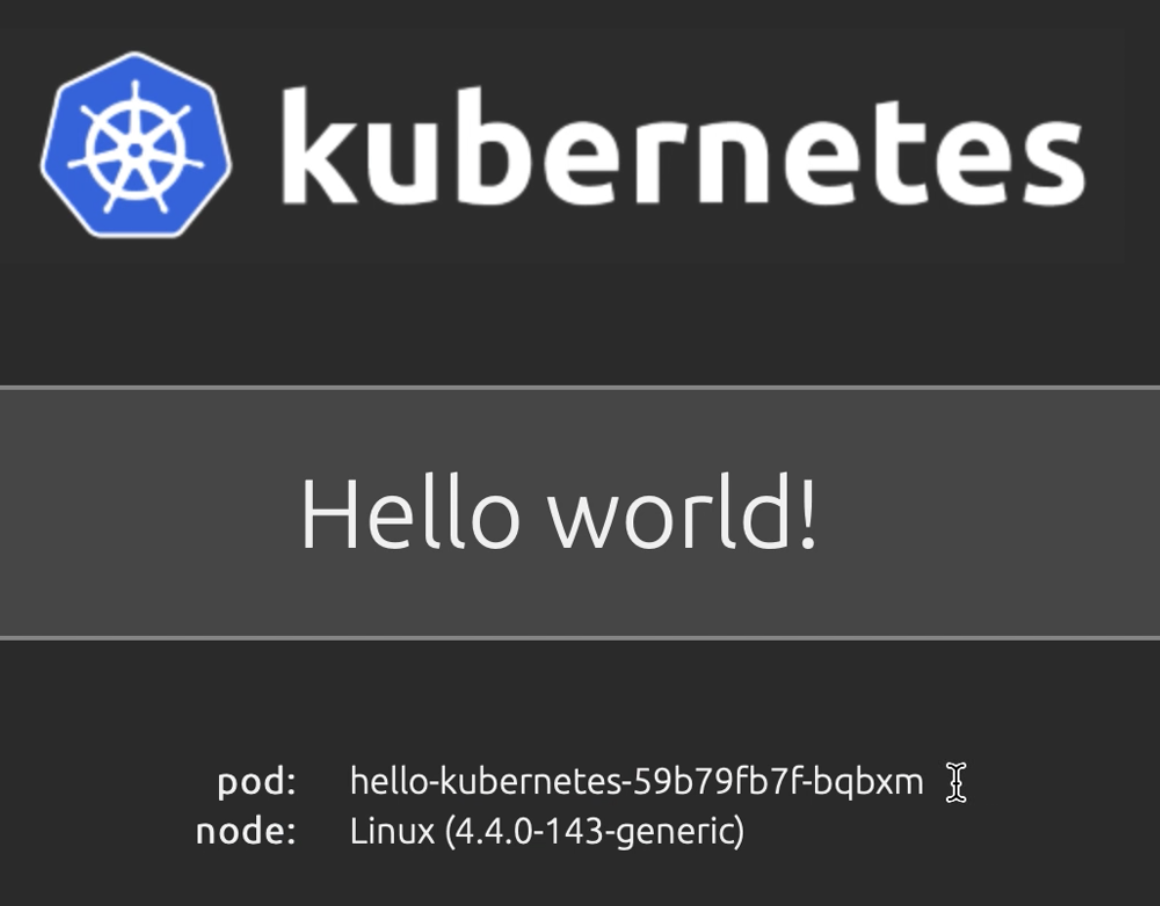 kubernetes
Hello world!
pod: hello-kubernetes-59b79fb7f-bqbxm
node: Linux (4.4.0-143-generic)